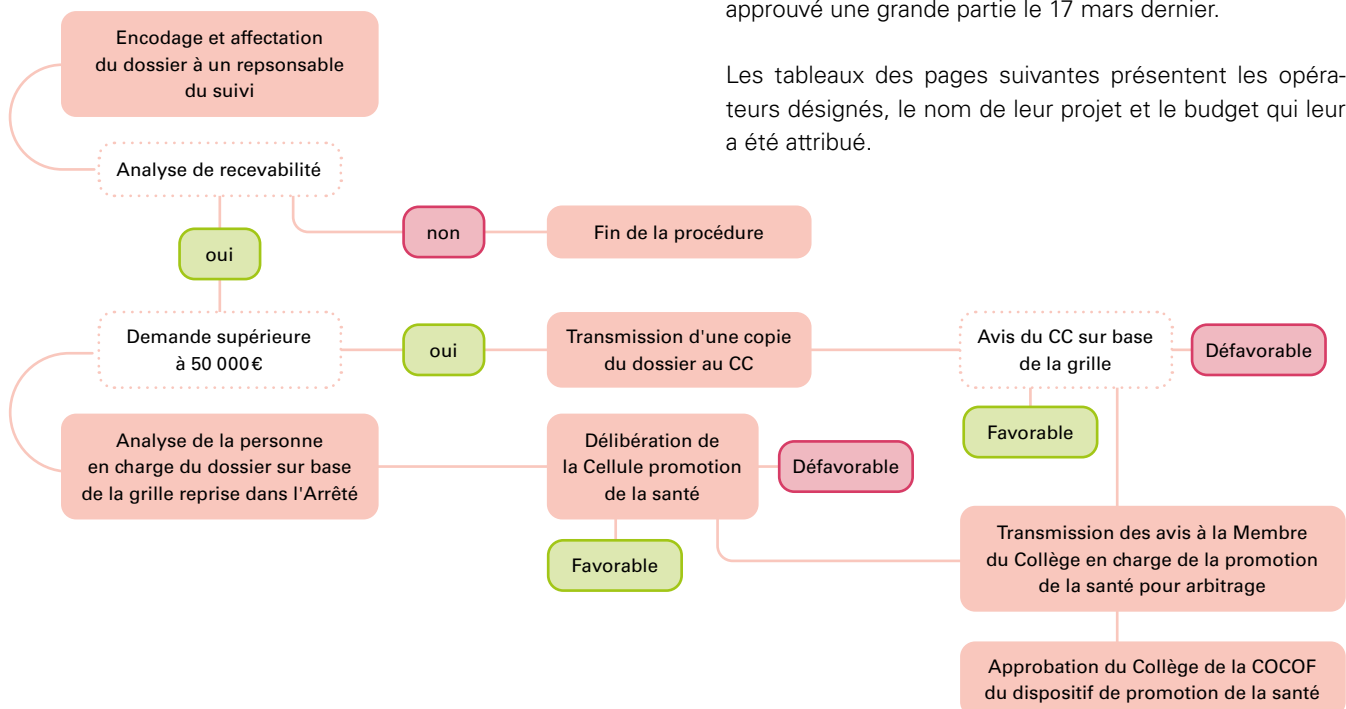 approuvé une grande partie le 17 mars dernier.
Les tableaux des pages suivantes présentent les opéra-
teurs désignés, le nom de leur projet et le budget qui leur
a été attribué.
Encodage et affectation
du dossier à un repsonsable
du suivi
Analyse de recevabilité
non
Fin de la procédure
oui
Demande supérieure
à 50 000 €
oui
Transmission d'une copie
du dossier au CC
Avis du CC sur base
de la grille
Défavorable
Favorable
Analyse de la personne
en charge du dossier sur base
de la grille reprise dans l'Arrêté
Délibération de
la Cellule promotion
de la santé
Défavorable
Favorable
Transmission des avis à la Membre
du Collège en charge de la promotion
de la santé pour arbitrage
Approbation du Collège de la COCOF
du dispositif de promotion de la santé